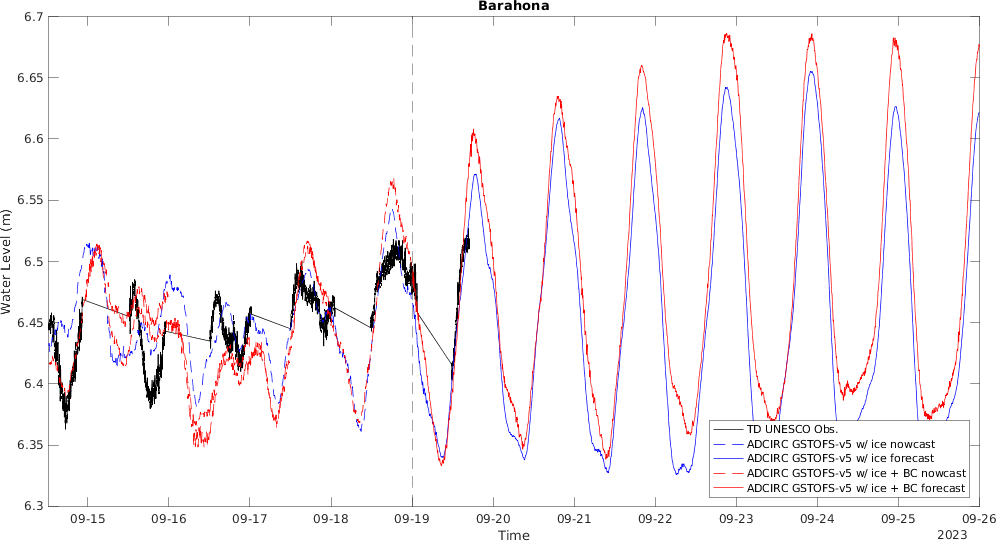 Barahona
6.7
6.65
6.6
6.55
6.5
6.45
6.4
6.35
6.3
Water Level (m)
TD UNESCO Obs.
ADCIRC GSTOFS-v5 w/ ice nowcast
ADCIRC GSTOFS-v5 w/ ice forecast
ADCIRC GSTOFS-v5 w/ ice + BC nowcast
ADCIRC GSTOFS-v5 w/ ice + BC forecast
09-15 09-16 09-17 09-18 09-19 09-20 09-21 09-22 09-23 09-24 09-25 09-26
Time
2023